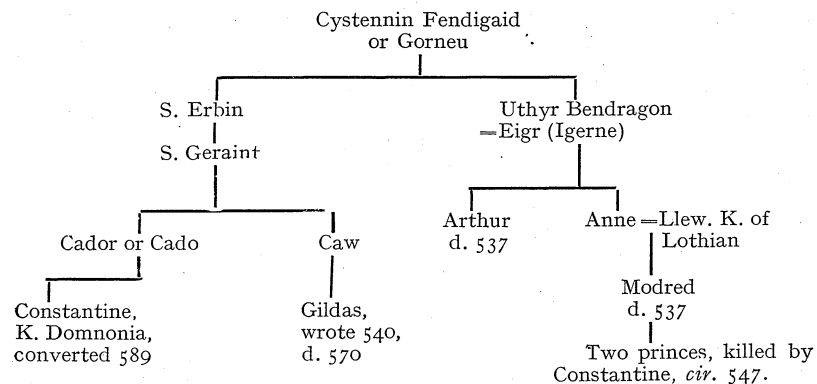 Cystennin Fendigaid
or Gorneu
S. Erbin
Uthyr Bendragon
=Eigr (Igerne)
S. Geraint
Arthur
d. 537
Anne=Llew. K. of
Lothian
Cador or Cado
Caw
Modred
d. 537
Constantine,
K. Domnonia,
converted 589
Gildas,
wrote 540,
d. 570
Two princes, killed by
Constantine, cir. 547.